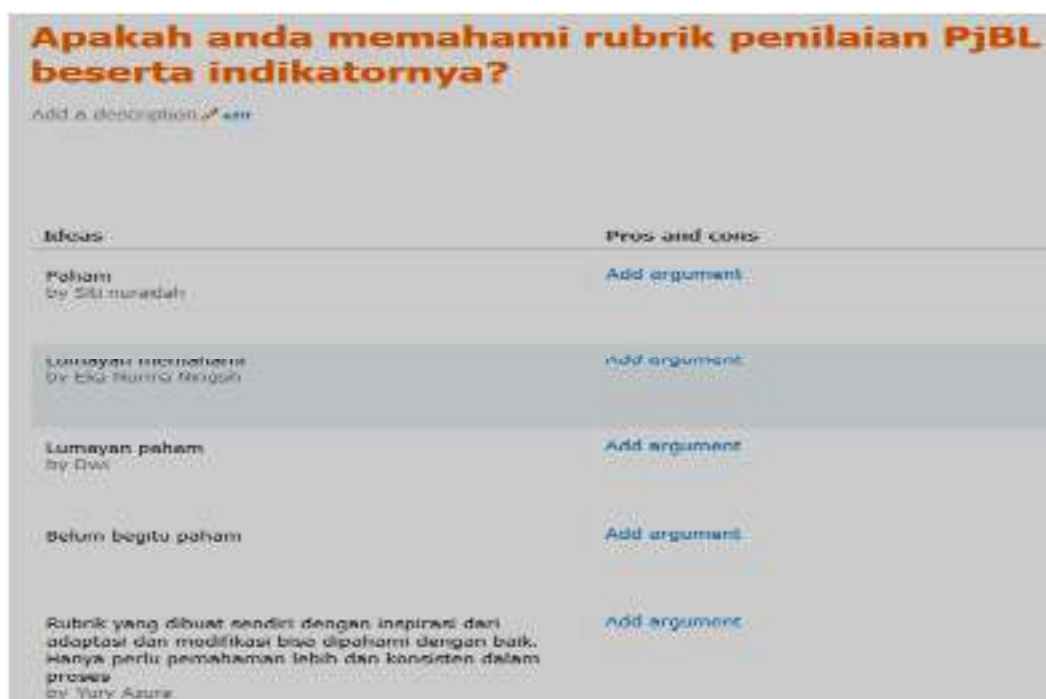 Apakah anda memahami rubrik penilaian PjBL
beserta indikatornya?
Add a description edit
Ideas
Pros and cons
Paham
Add argument
by Siti nuraidah
Lumayan memahami
Add argument
by Eka Nurma Ningsih
Lumayan paham
Add argument
by Dwi
Belum begitu paham
Add argument
Rubrik yang dibuat sendiri dengan inspirasi dari
Add argument
adaptasi dan modifikasi bisa dipahami dengan baik.
Hanya perlu pemahaman lebih dan konsisten dalam
proses
by Yury Azura